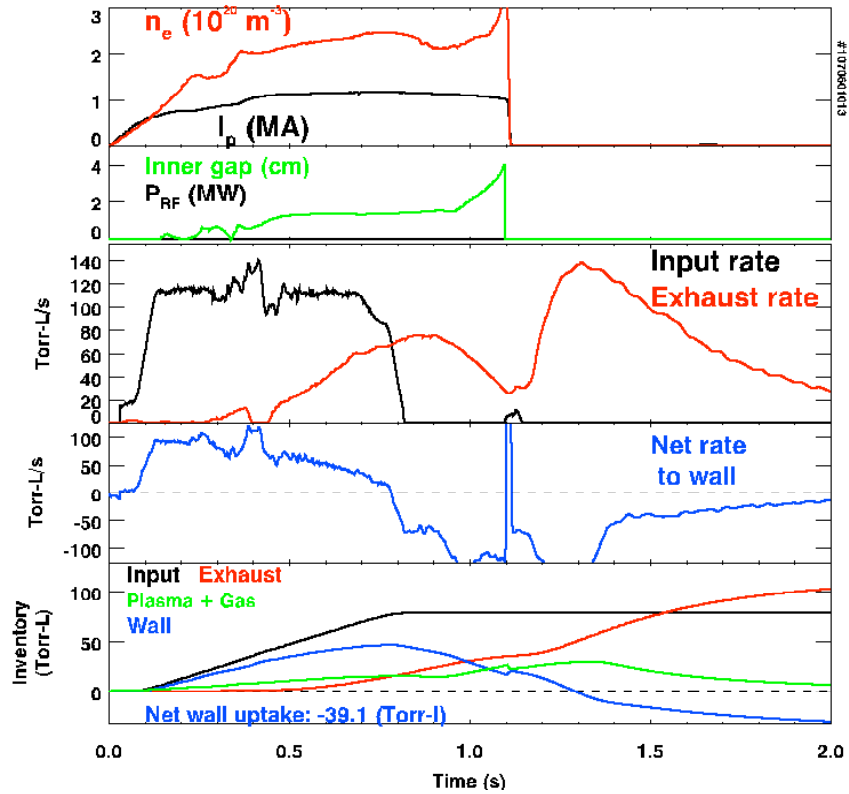 3
n_e (10^20 m^-3)
2
1
I_p (MA)
0
#1070601013
4
Inner gap (cm)
P_RF (MW)
2
0
140
Input rate
120
Exhaust rate
100
80
60
40
20
0
Torr-L/s
100
Net rate
to wall
50
0
-50
-100
Torr-L/s
Input Exhaust
100
Plasma + Gas
Wall
50
0
Inventory
(Torr-L)
Net wall uptake: -39.1 (Torr-l)
0.0 0.5 1.0 1.5 2.0
Time (s)